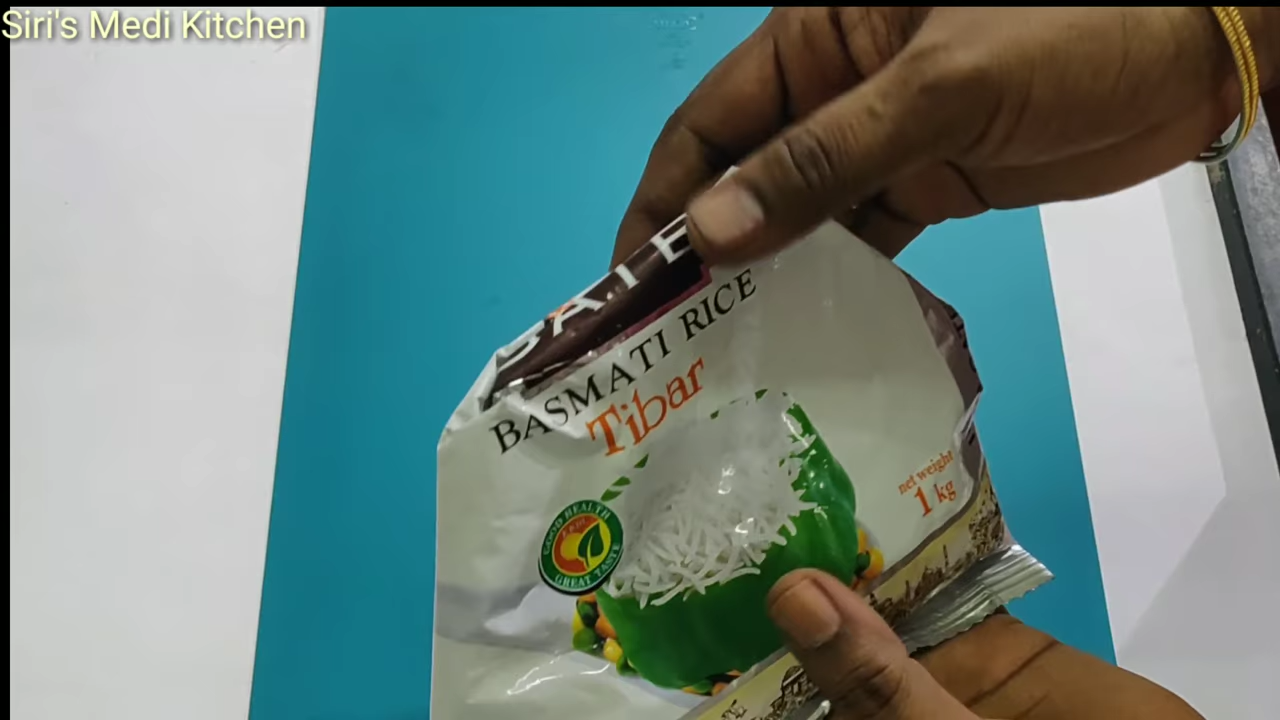 Siri's Medi Kitchen
BASMATI RICE
Tibar
net weight
1 kg
GOOD HEALTH
GREAT TASTE